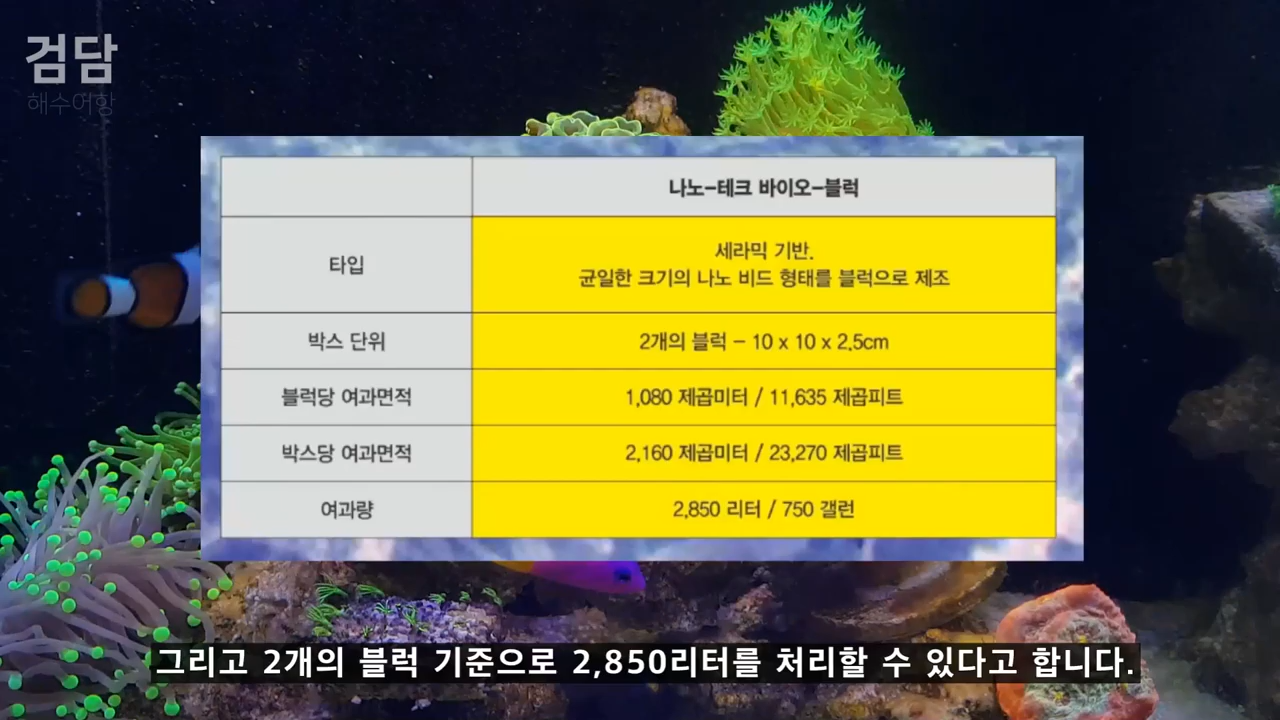 검담
해수어항
나노-테크 바이오-블럭
타입
세라믹 기반.
균일한 크기의 나노 비드 형태를 블럭으로 제조
박스 단위
2개의 블럭 - 10 x 10 x 2.5cm
블럭당 여과면적
1,080 제곱미터 / 11,635 제곱피트
박스당 여과면적
2,160 제곱미터 / 23,270 제곱피트
여과량
2,850 리터 / 750 갤런
그리고 2개의 블럭 기준으로 2,850리터를 처리할 수 있다고 합니다.